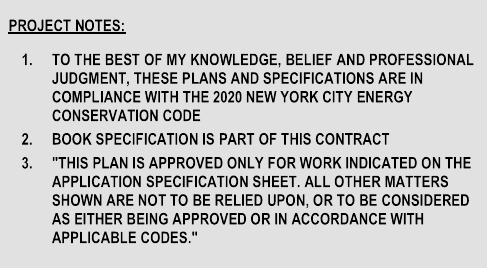 PROJECT NOTES:
1. TO THE BEST OF MY KNOWLEDGE, BELIEF AND PROFESSIONAL
JUDGMENT, THESE PLANS AND SPECIFICATIONS ARE IN
COMPLIANCE WITH THE 2020 NEW YORK CITY ENERGY
CONSERVATION CODE
2. BOOK SPECIFICATION IS PART OF THIS CONTRACT
3. "THIS PLAN IS APPROVED ONLY FOR WORK INDICATED ON THE
APPLICATION SPECIFICATION SHEET. ALL OTHER MATTERS
SHOWN ARE NOT TO BE RELIED UPON, OR TO BE CONSIDERED
AS EITHER BEING APPROVED OR IN ACCORDANCE WITH
APPLICABLE CODES."